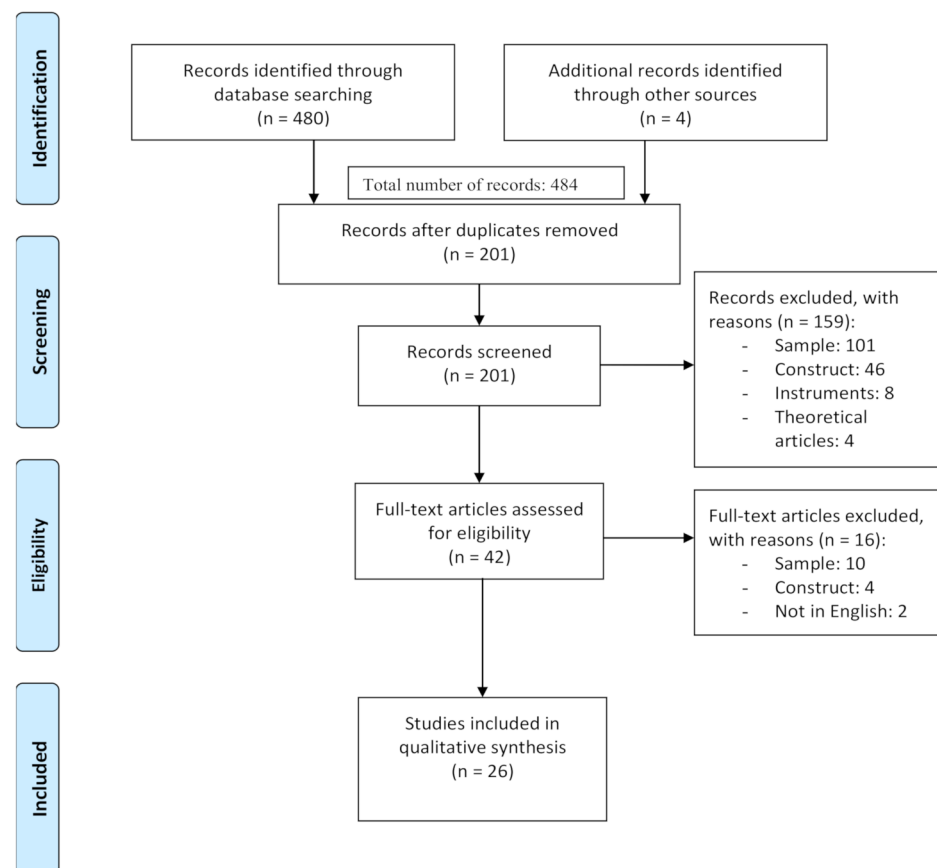 Identification
Records identified through
database searching
(n = 480)
Additional records identified
through other sources
(n = 4)
Total number of records: 484
Records after duplicates removed
(n = 201)
Screening
Records screened
(n = 201)
Records excluded, with
reasons (n = 159):
- Sample: 101
- Construct: 46
- Instruments: 8
- Theoretical
articles: 4
Eligibility
Full-text articles assessed
for eligibility
(n = 42)
Full-text articles excluded,
with reasons (n = 16):
- Sample: 10
- Construct: 4
- Not in English: 2
Included
Studies included in
qualitative synthesis
(n = 26)